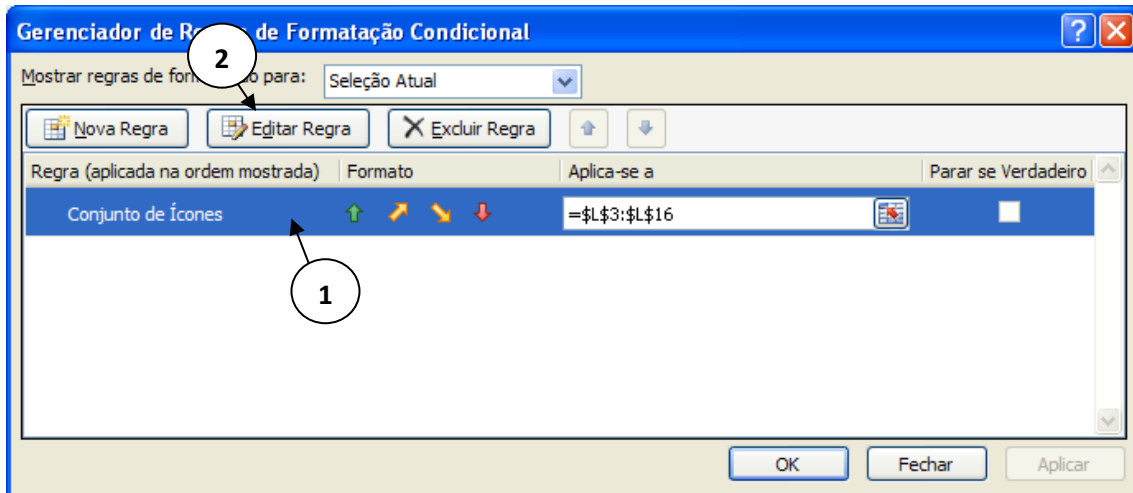 Gerenciador de R de Formatação Condicional
2
Mostrar regras de for o para: Seleção Atual
Nova Regra Editar Regra Excluir Regra
Regra (aplicada na ordem mostrada) Formato Aplica-se a Parar se Verdadeiro
Conjunto de Ícones =$L$3:$L$16
1
OK Fechar Aplicar